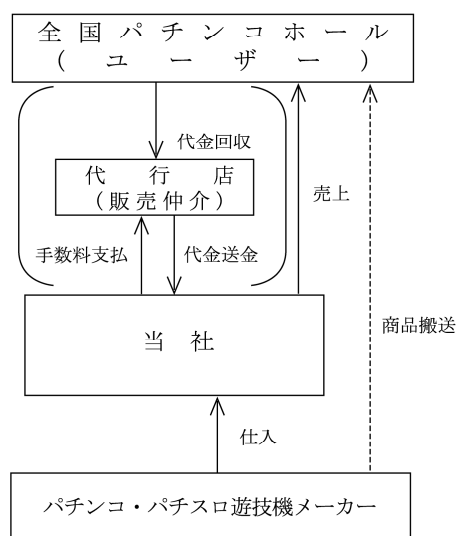 全国パチンコホール
（ユーザー）
代金回収
代行店
（販売仲介）
売上
手数料支払
代金送金
商品搬送
当社
仕入
パチンコ・パチスロ遊技機メーカー